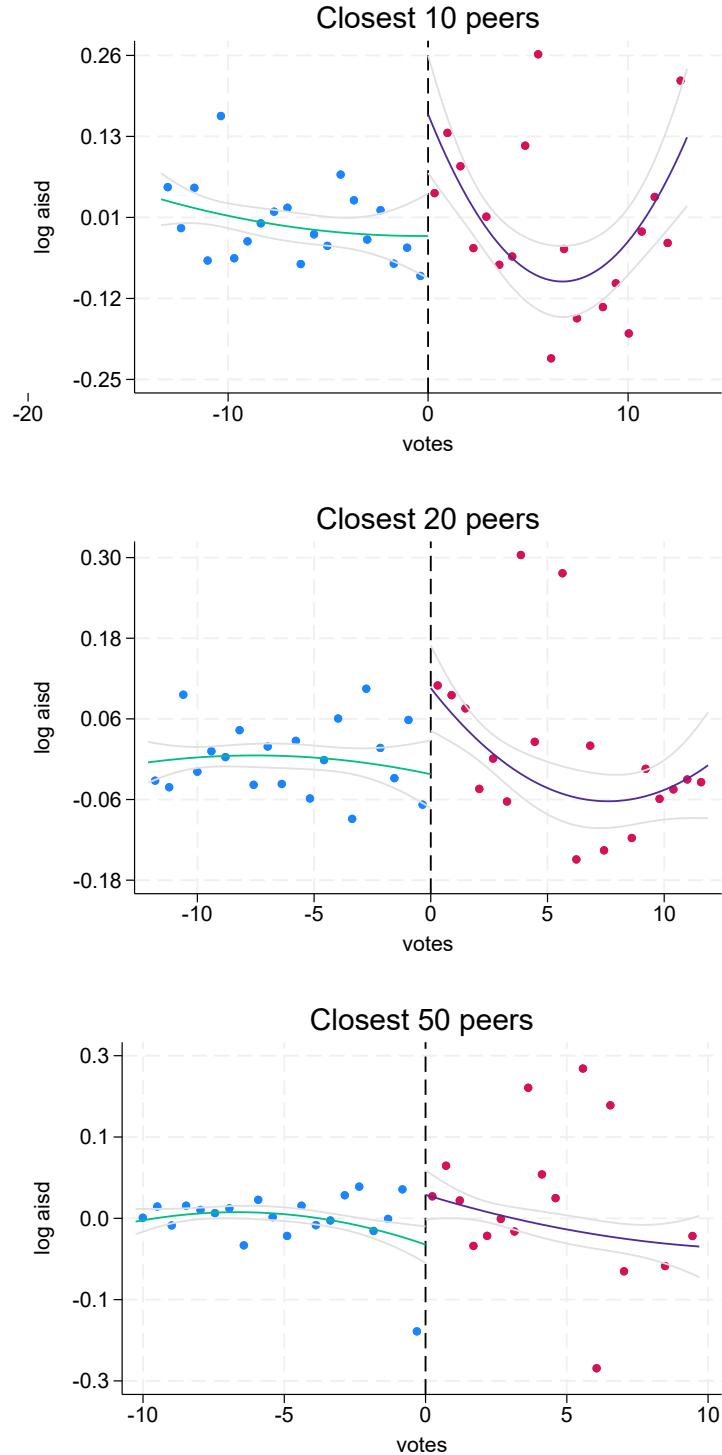 Closest 10 peers
0.26
0.13
0.01
-0.12
-0.25
log aisd
-20 -10 0 10
votes
Closest 20 peers
0.30
0.18
0.06
-0.06
-0.18
log aisd
-10 -5 0 5 10
votes
Closest 50 peers
0.3
0.1
0.0
-0.1
-0.3
log aisd
-10 -5 0 5 10
votes